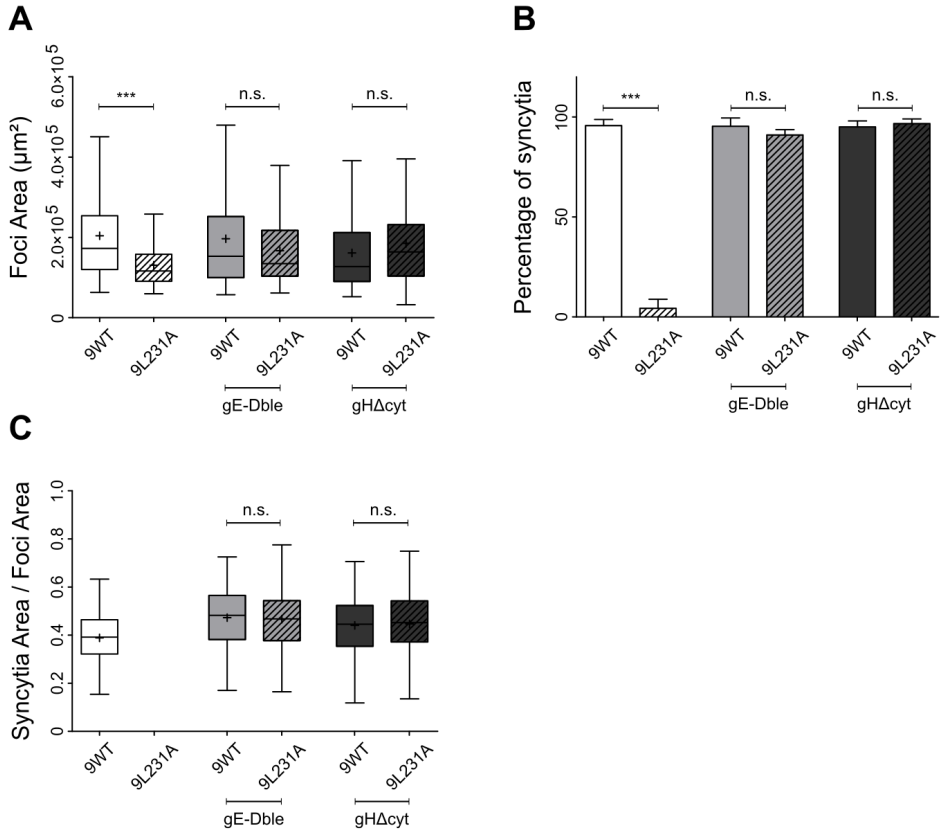 A
Foci Area (µm²)
6.0×10⁵
4.0×10⁵
2.0×10⁵
0
***
n.s.
n.s.
9WT
9L231A
9WT
9L231A
9WT
9L231A
gE-Dble
gHΔcyt
B
Percentage of syncytia
100
50
0
***
n.s.
n.s.
9WT
9L231A
9WT
9L231A
9WT
9L231A
gE-Dble
gHΔcyt
C
Syncytia Area / Foci Area
1.0
0.8
0.6
0.4
0.2
0
n.s.
n.s.
9WT
9L231A
9WT
9L231A
9WT
9L231A
gE-Dble
gHΔcyt